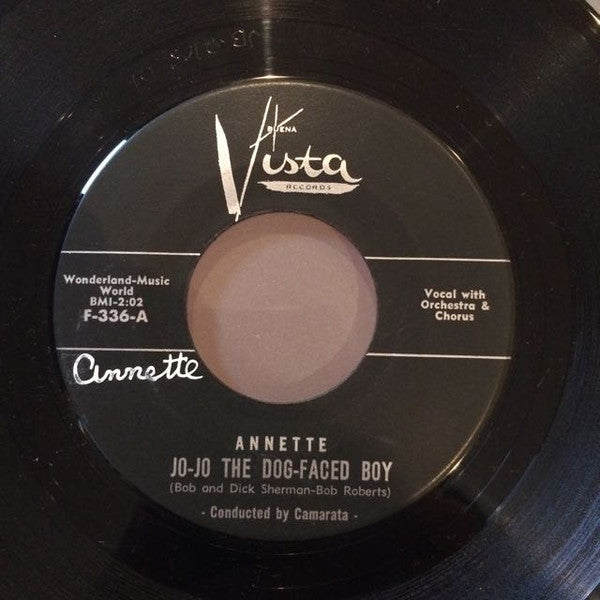 BUENA
Vista
RECORDS
Wonderland-Music
World
BMI-2:02
F-336-A
Vocal with
Orchestra &
Chorus
Annette
ANNETTE
JO-JO THE DOG-FACED BOY
(Bob and Dick Sherman-Bob Roberts)
- Conducted by Camarata -